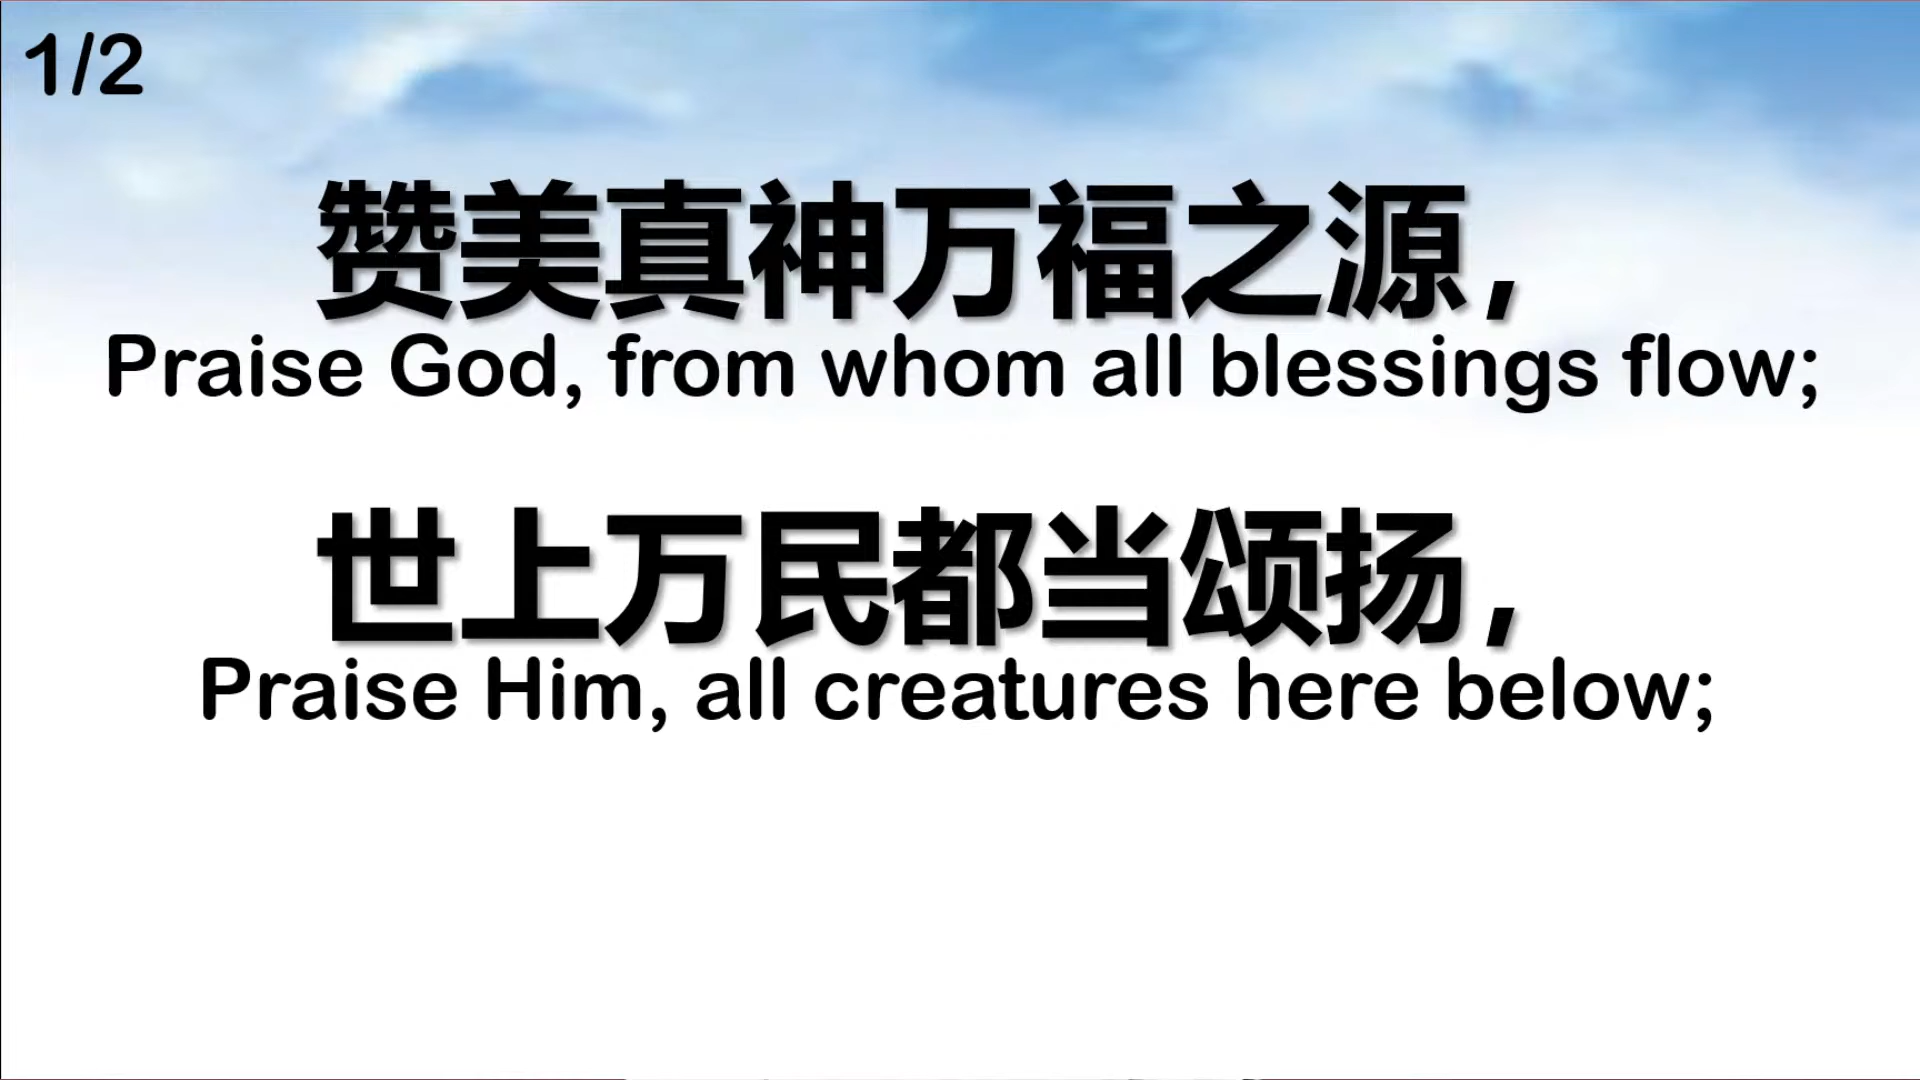 1/2
赞美真神万福之源，
Praise God, from whom all blessings flow;
世上万民都当颂扬，
Praise Him, all creatures here below;